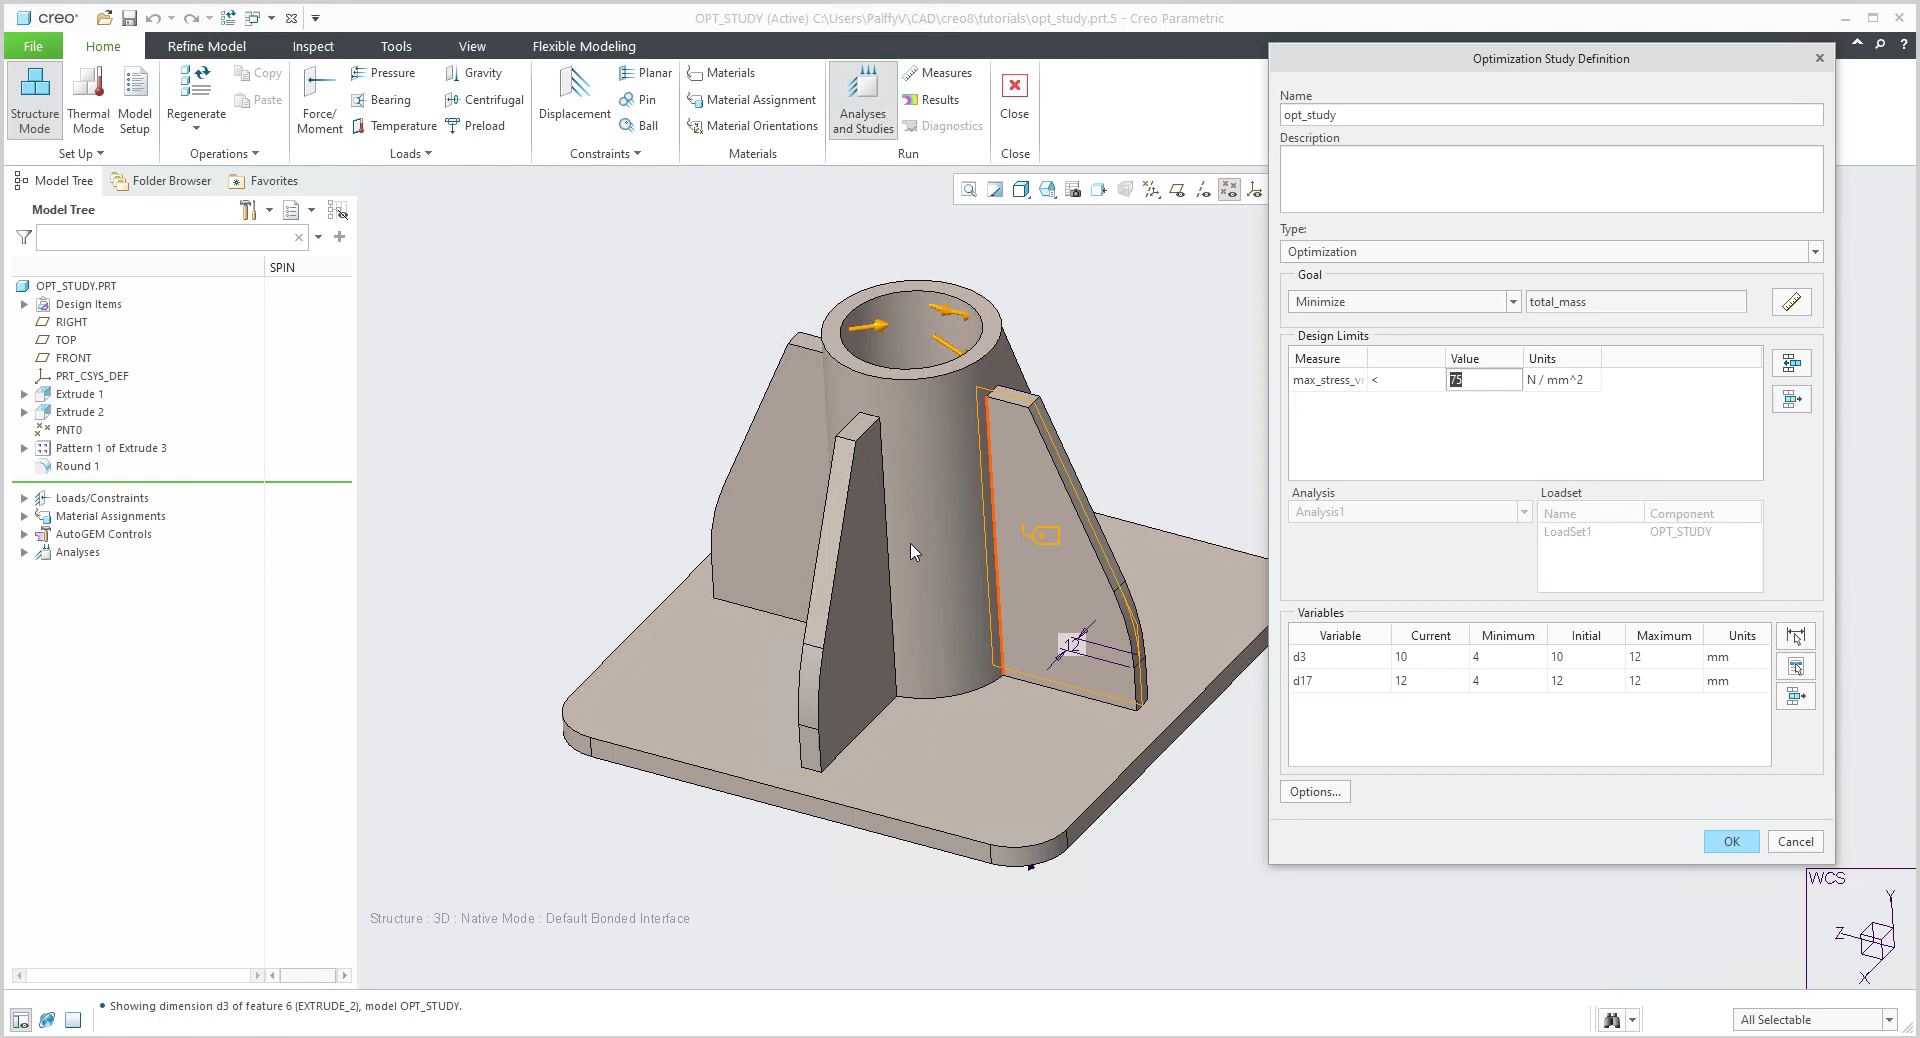 creo
OPT_STUDY (Active) C:\Users\PalffyV\CAD\creo8\tutorials\opt_study.prt.5 - Creo Parametric
File Home Refine Model Inspect Tools View Flexible Modeling
Structure Mode
Thermal Mode
Model Setup
Set Up
Regenerate
Copy
Paste
Operations
Force/ Moment
Pressure
Bearing
Temperature
Gravity
Centrifugal
Preload
Loads
Displacement
Planar
Pin
Ball
Constraints
Materials
Material Assignment
Material Orientations
Materials
Analyses and Studies
Measures
Results
Diagnostics
Run
Close
Close
Model Tree Folder Browser Favorites
Model Tree
SPIN
OPT_STUDY.PRT
Design Items
RIGHT
TOP
FRONT
PRT_CSYS_DEF
Extrude 1
Extrude 2
PNT0
Pattern 1 of Extrude 3
Round 1
Loads/Constraints
Material Assignments
AutoGEM Controls
Analyses
12
Structure : 3D : Native Mode : Default Bonded Interface
Optimization Study Definition
Name
opt_study
Description
Type:
Optimization
Goal
Minimize total_mass
Design Limits
Measure Value Units
max_stress_vr < 75 N / mm^2
Analysis Loadset
Analysis1
Name Component
LoadSet1 OPT_STUDY
Variables
Variable Current Minimum Initial Maximum Units
d3 10 4 10 12 mm
d17 12 4 12 12 mm
Options...
OK Cancel
WCS
Y
Z
X
• Showing dimension d3 of feature 6 (EXTRUDE_2), model OPT_STUDY.
All Selectable